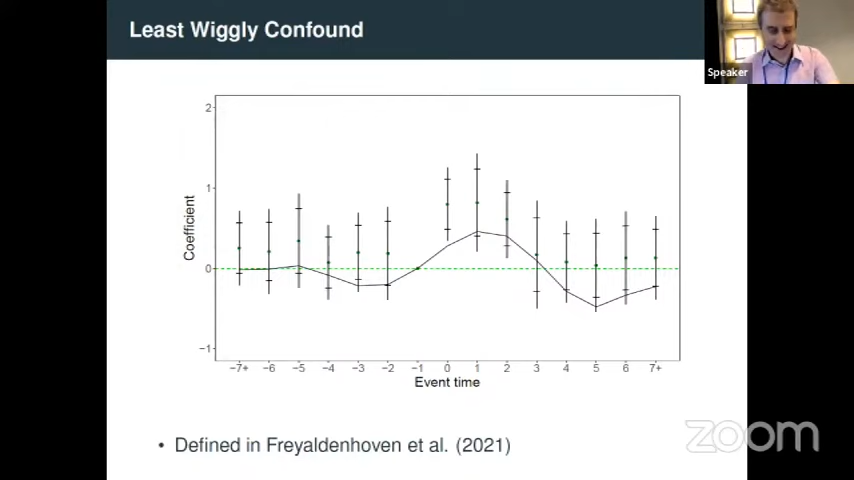 Least Wiggly Confound
Speaker
2
1
0
−1
Coefficient
−7+ −6 −5 −4 −3 −2 −1 0 1 2 3 4 5 6 7+
Event time
• Defined in Freyaldenhoven et al. (2021)
zoom